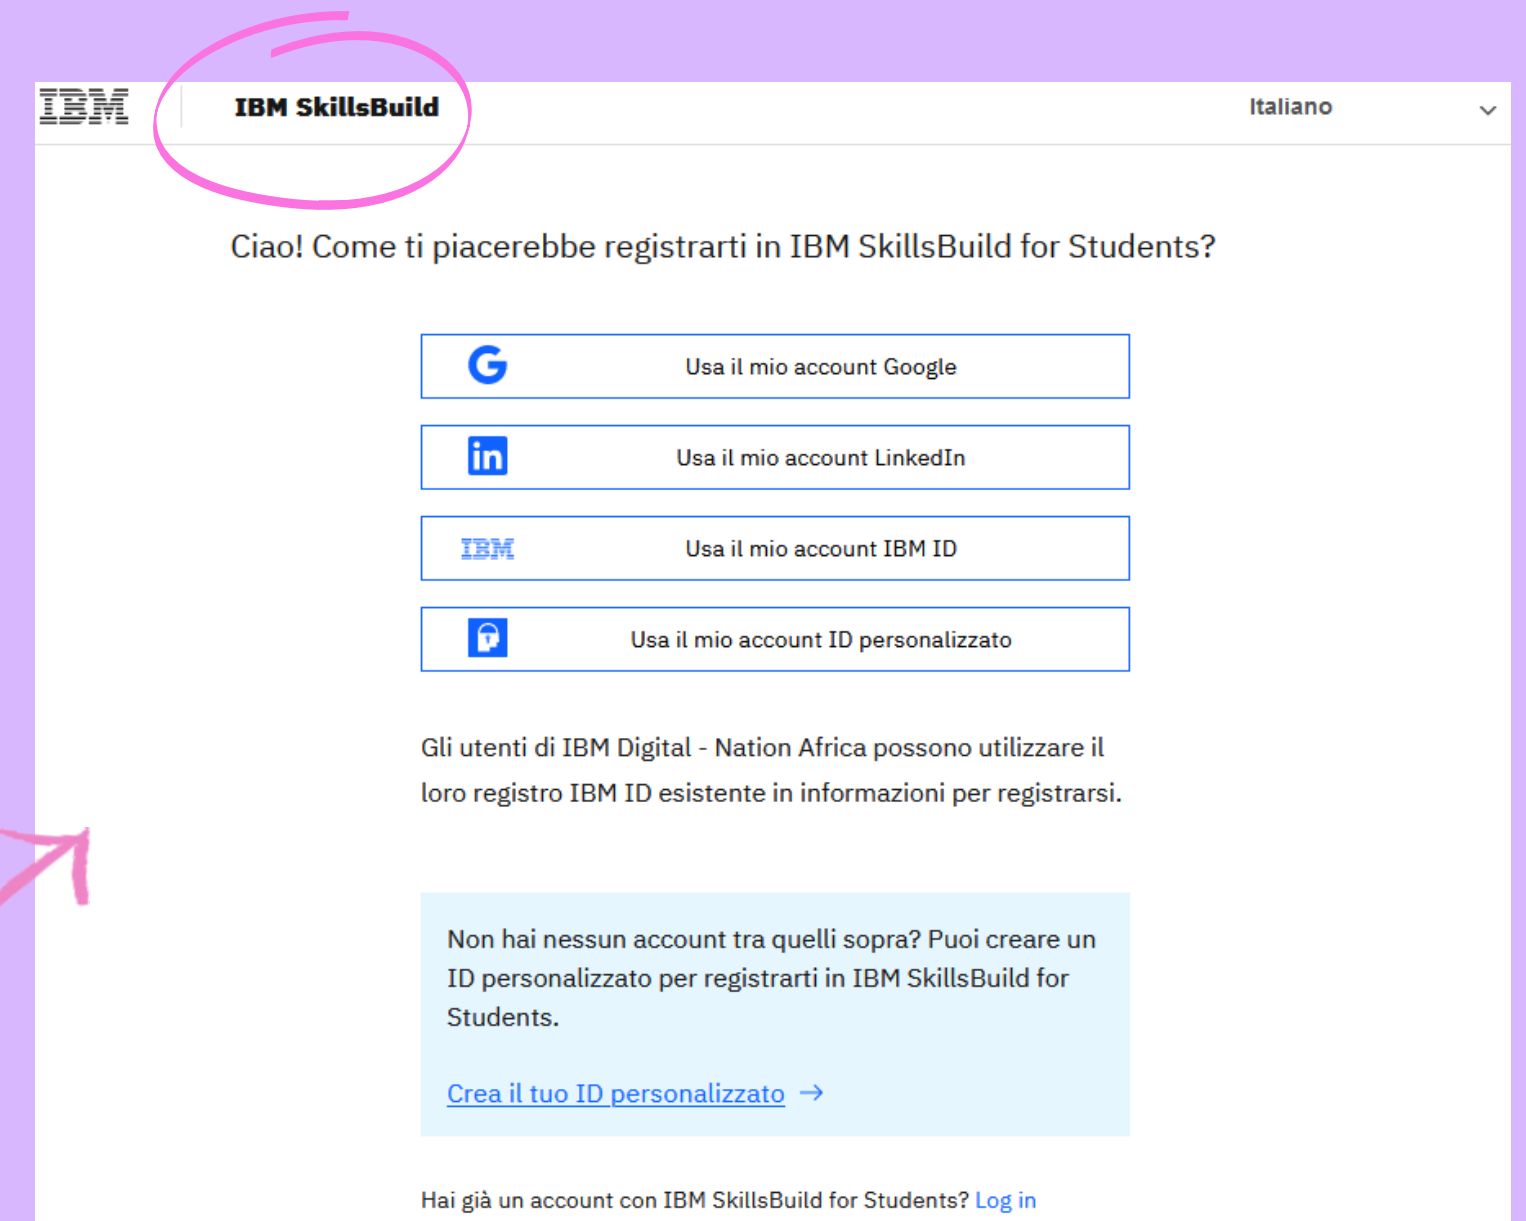 IBM
IBM SkillsBuild
Italiano
Ciao! Come ti piacerebbe registrarti in IBM SkillsBuild for Students?
Usa il mio account Google
in Usa il mio account LinkedIn
IBM Usa il mio account IBM ID
Usa il mio account ID personalizzato
Gli utenti di IBM Digital - Nation Africa possono utilizzare il
loro registro IBM ID esistente in informazioni per registrarsi.
Non hai nessun account tra quelli sopra? Puoi creare un
ID personalizzato per registrarti in IBM SkillsBuild for
Students.
Crea il tuo ID personalizzato →
Hai già un account con IBM SkillsBuild for Students? Log in